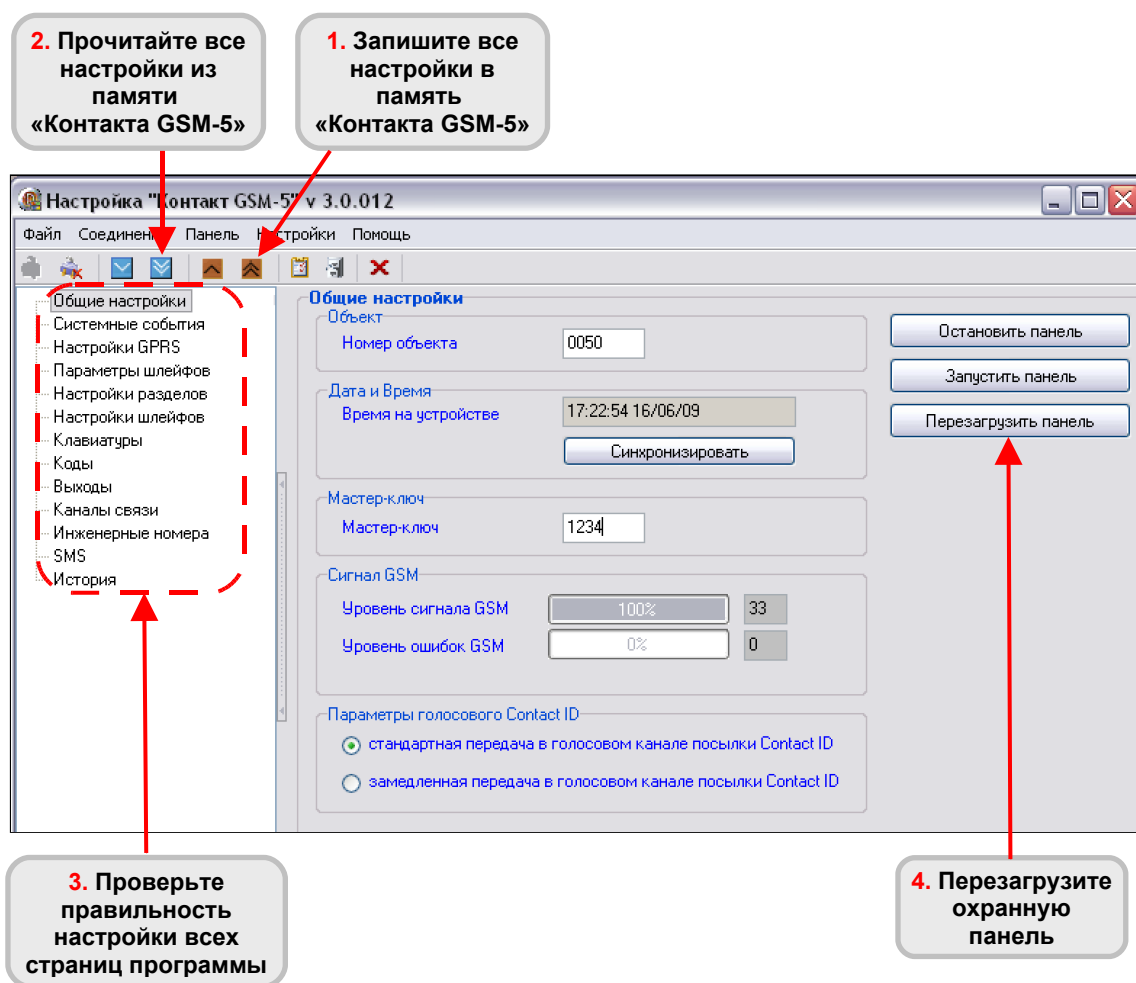 2. Прочитайте все
настройки из
памяти
«Контакта GSM-5»
1. Запишите все
настройки в
память
«Контакта GSM-5»
Настройка "Контакт GSM-5" v 3.0.012
Файл Соединение Панель Настройки Помощь
Общие настройки
Системные события
Настройки GPRS
Параметры шлейфов
Настройки разделов
Настройки шлейфов
Клавиатуры
Коды
Выходы
Каналы связи
Инженерные номера
SMS
История
Общие настройки
Объект
Номер объекта 0050
Дата и Время
Время на устройстве 17:22:54 16/06/09
Синхронизировать
Мастер-ключ
Мастер-ключ 1234
Сигнал GSM
Уровень сигнала GSM 100% 33
Уровень ошибок GSM 0% 0
Параметры голосового Contact ID
стандартная передача в голосовом канале посылки Contact ID
замедленная передача в голосовом канале посылки Contact ID
Остановить панель
Запустить панель
Перезагрузить панель
3. Проверьте
правильность
настройки всех
страниц программы
4. Перезагрузите
охранную
панель